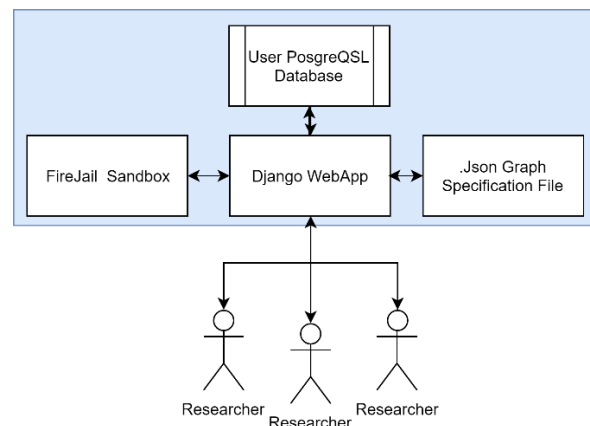 User PosgreQSL
Database
FireJail Sandbox
Django WebApp
.Json Graph
Specification File
Researcher
Researcher
Researcher